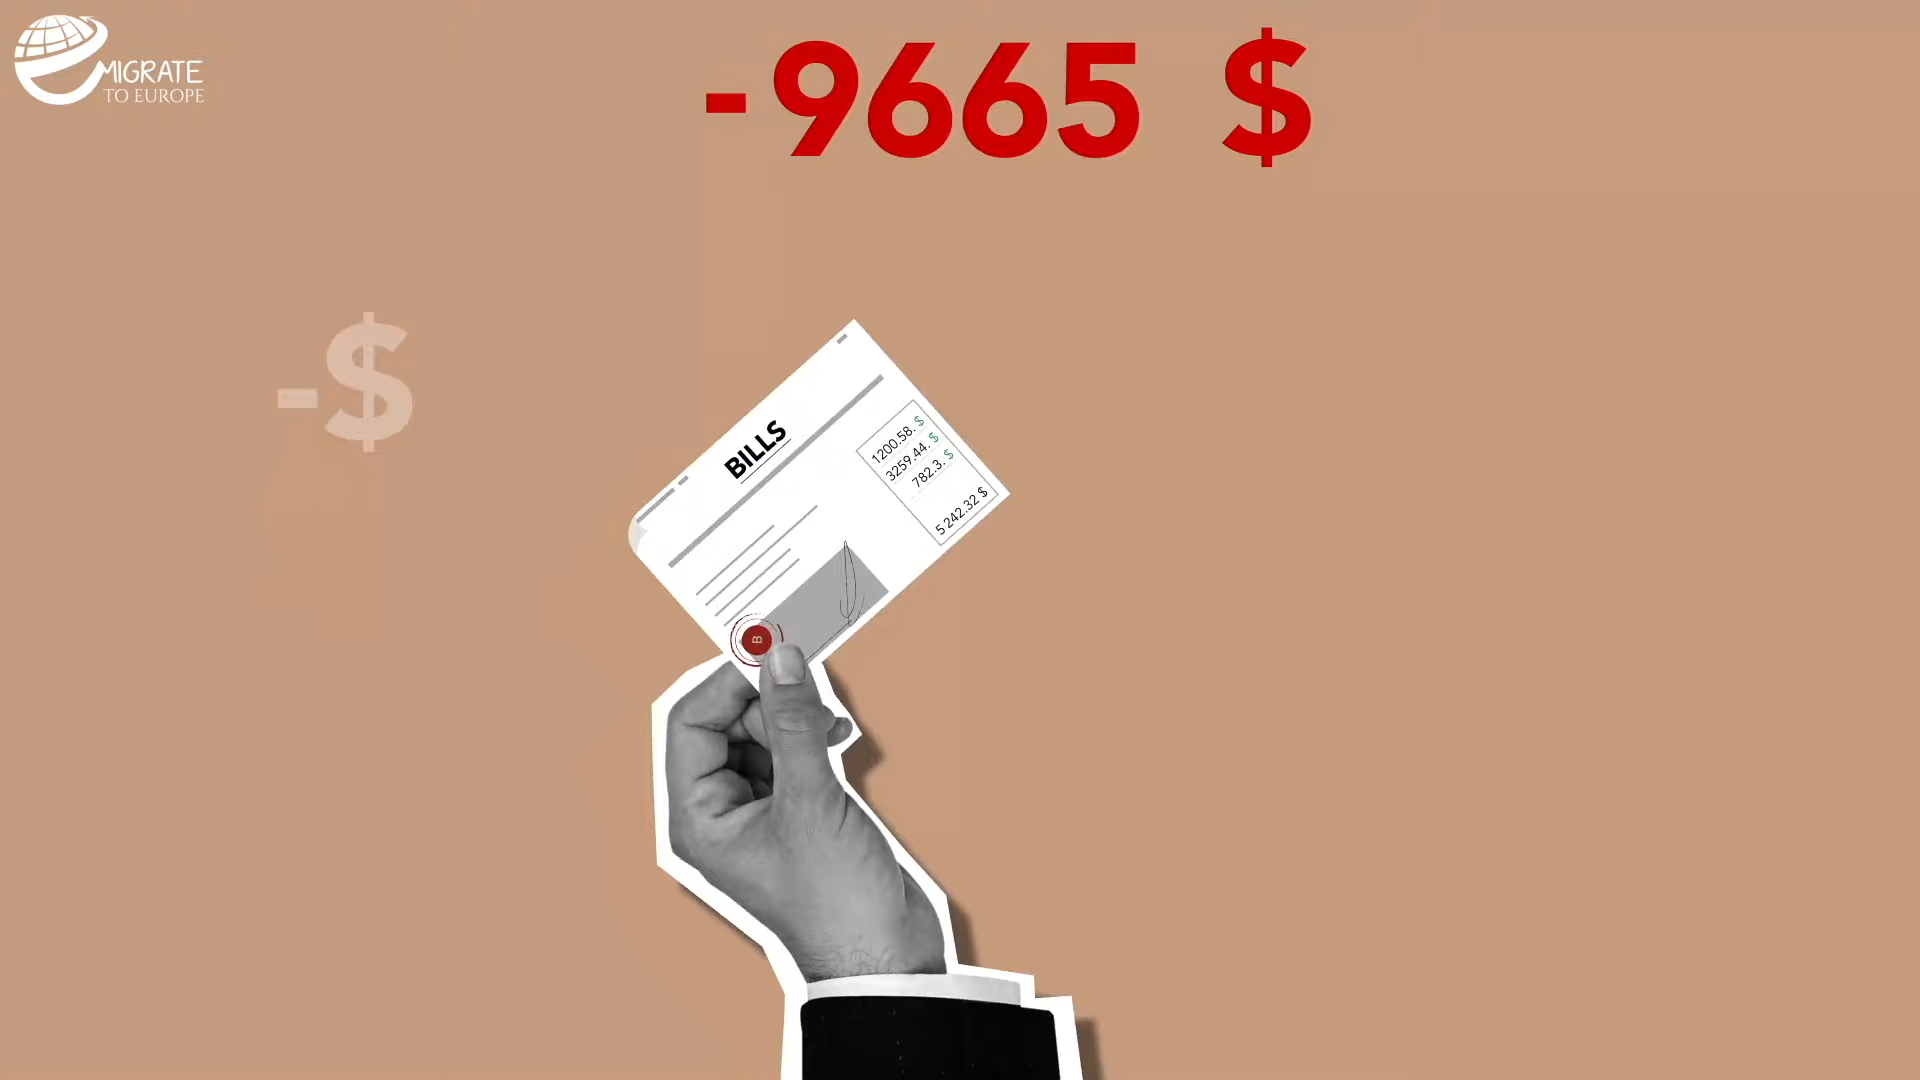 MIGRATE
TO EUROPE
-9665 $
-$
BILLS
1200.58. $
3259.44. $
782.3. $
5 242.32 $
B